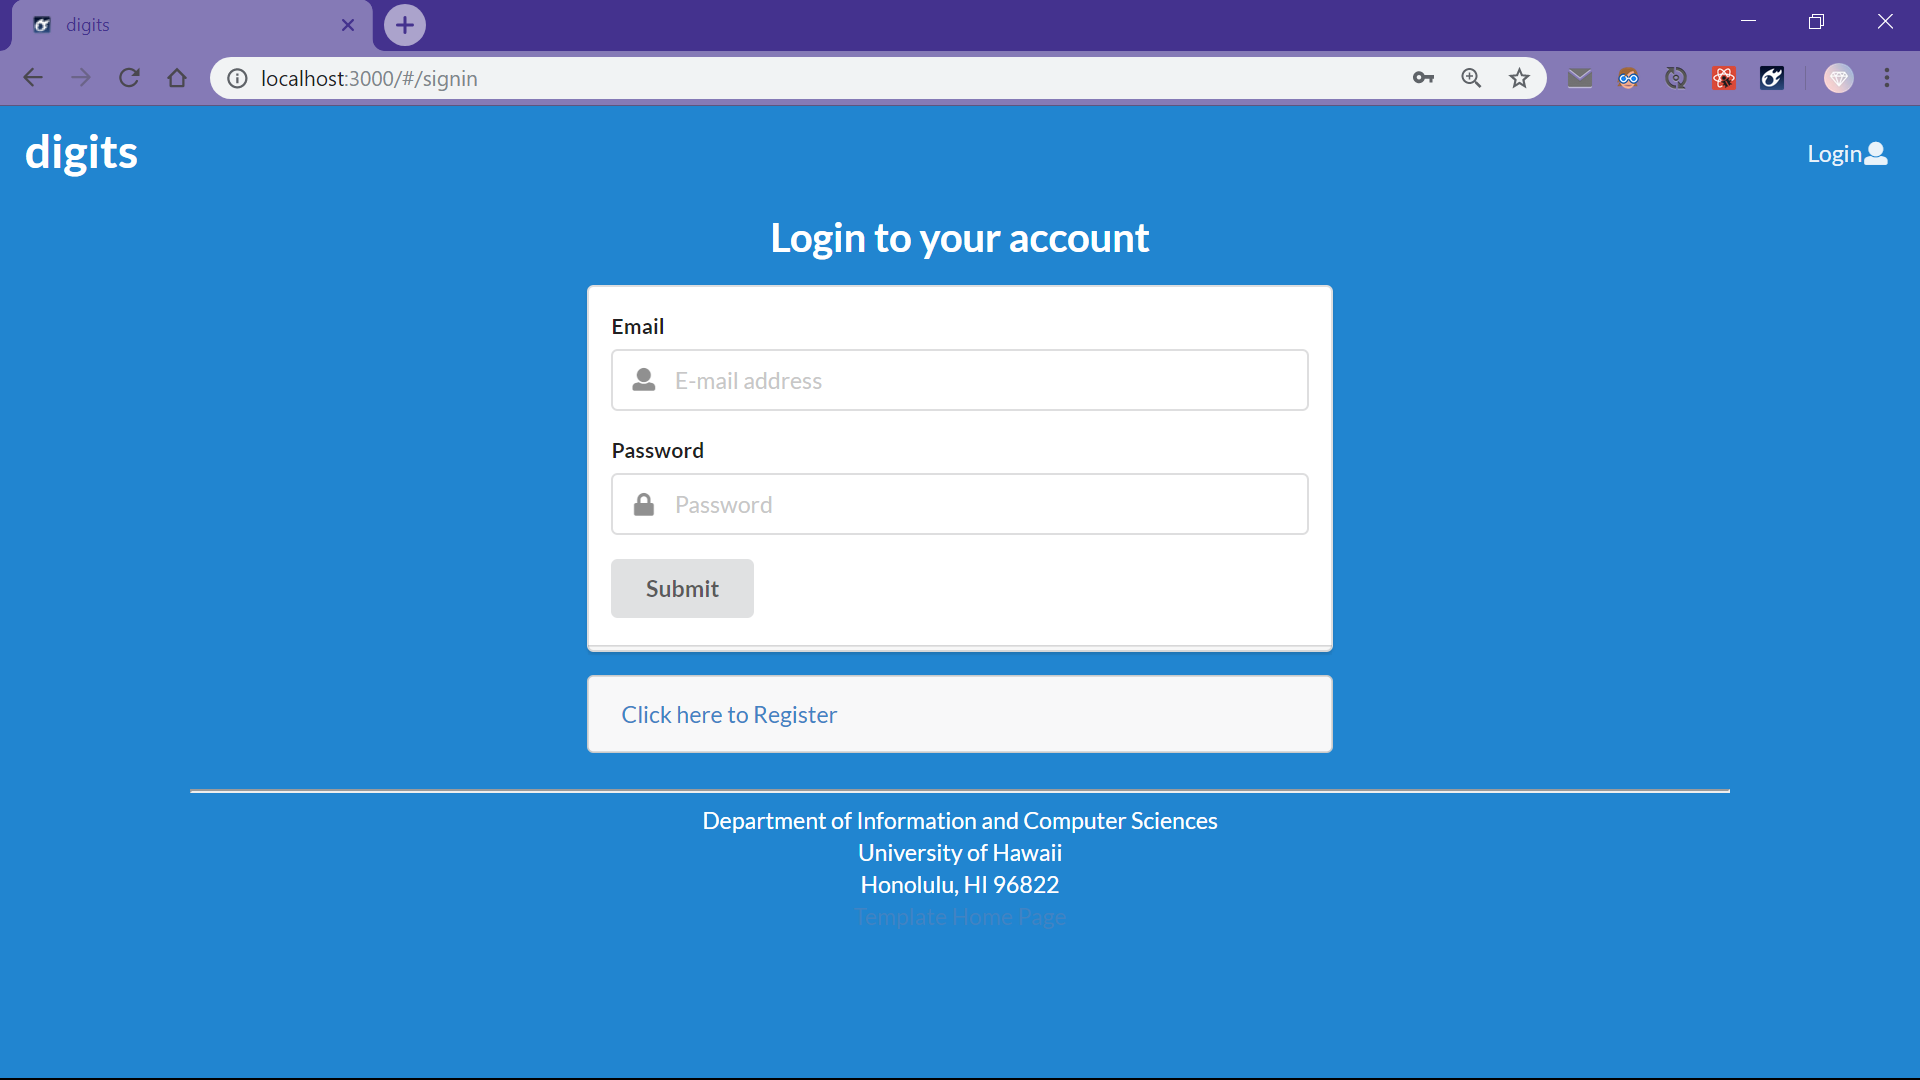 digits
localhost:3000/#/signin
digits
Login
Login to your account
Email
E-mail address
Password
Password
Submit
Click here to Register
Department of Information and Computer Sciences
University of Hawaii
Honolulu, HI 96822
Template Home Page